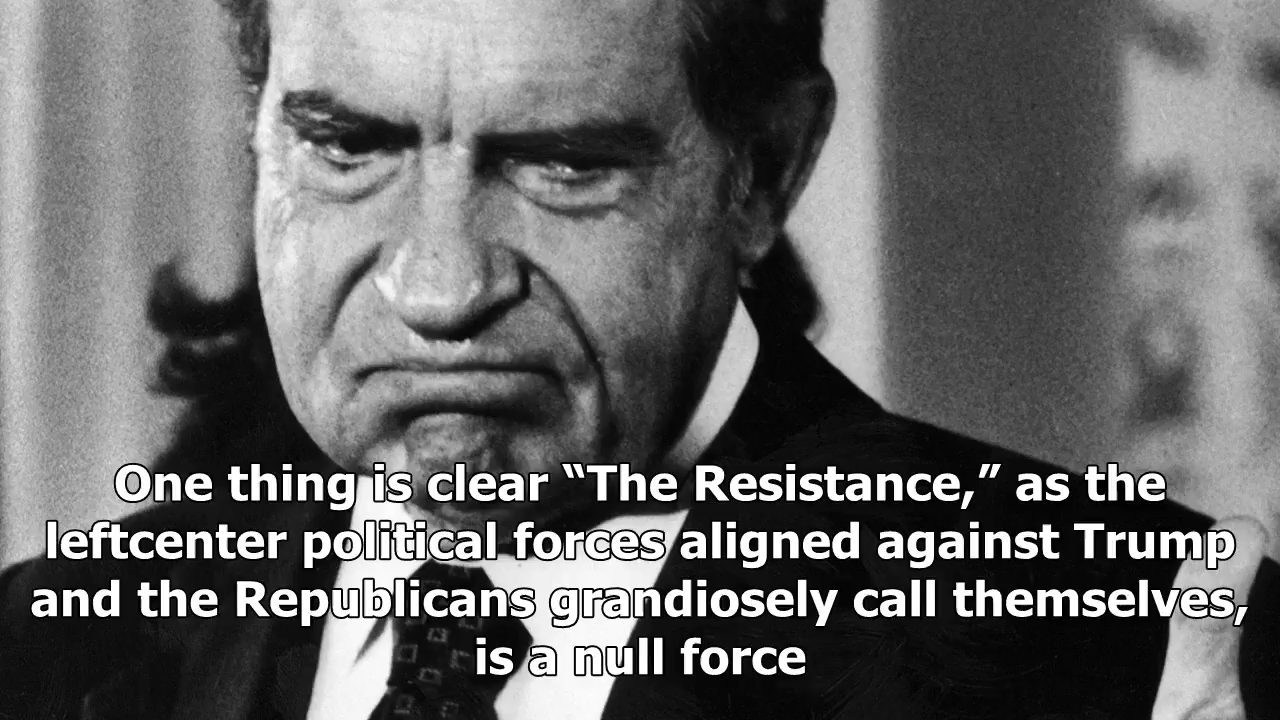 One thing is clear “The Resistance,” as the
leftcenter political forces aligned against Trump
and the Republicans grandiosely call themselves,
is a null force